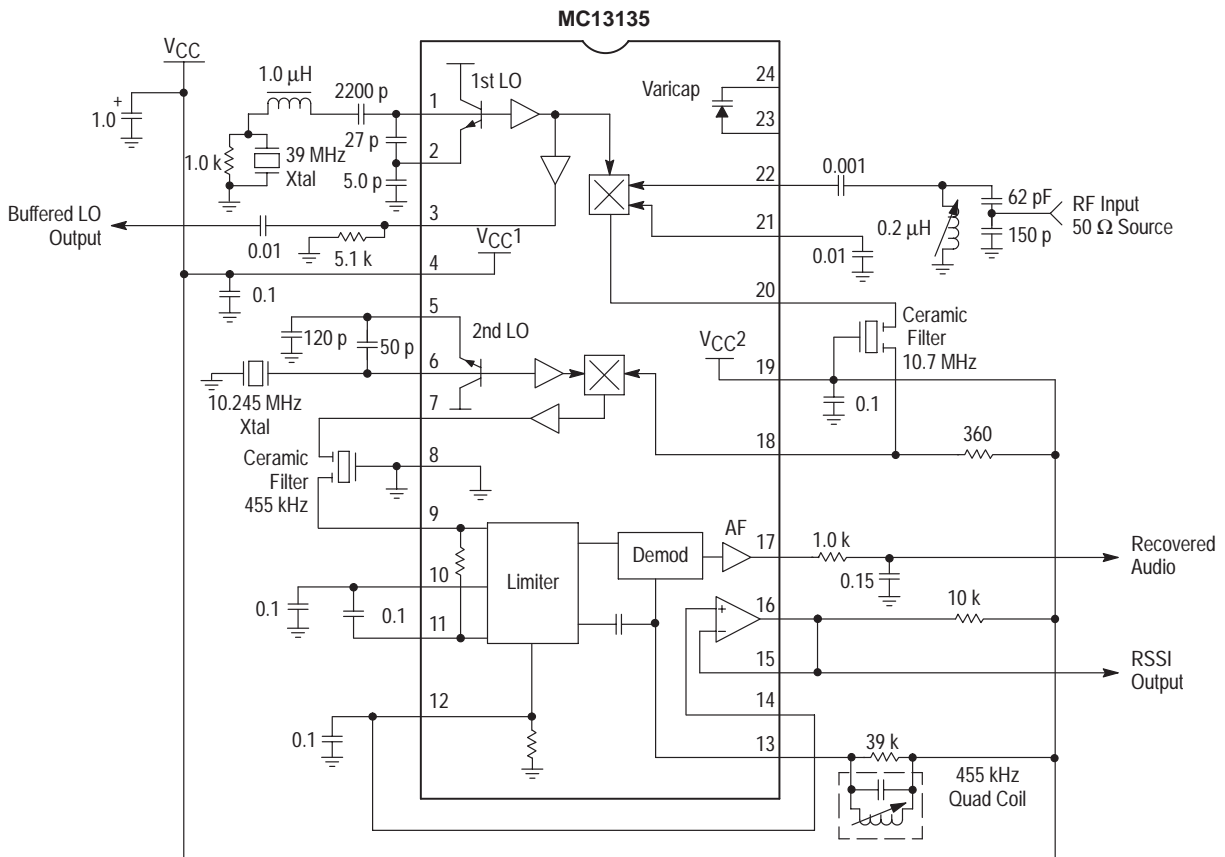 MC13135
VCC
1.0 µH
2200 p
1st LO
24
Varicap
23
+
1.0
1
27 p
1.0 k
39 MHz
Xtal
2
5.0 p
22
0.001
62 pF
RF Input
50 Ω Source
0.2 µH
150 p
Buffered LO
Output
3
0.01
5.1 k
21
0.01
VCC1
4
0.1
20
Ceramic
Filter
10.7 MHz
5
120 p
50 p
2nd LO
VCC2
19
0.1
6
10.245 MHz
Xtal
7
18
360
Ceramic
Filter
455 kHz
8
9
AF
17
1.0 k
Recovered
Audio
Limiter
Demod
0.15
10
0.1
0.1
11
+
–
16
10 k
15
RSSI
Output
14
12
0.1
13
39 k
455 kHz
Quad Coil